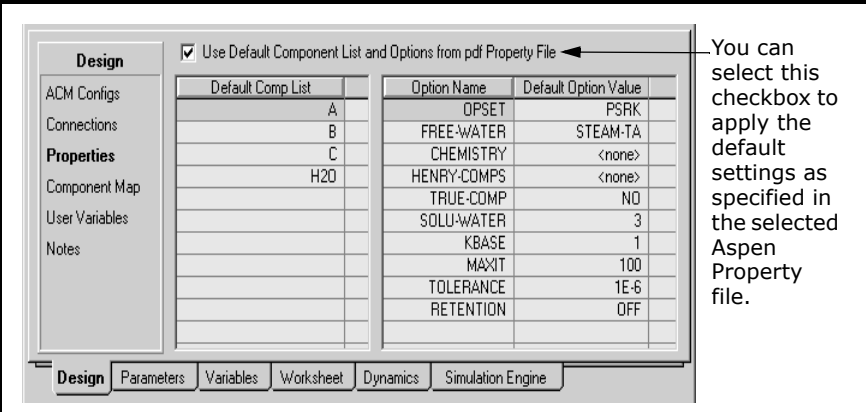 Design
ACM Configs
Connections
Properties
Component Map
User Variables
Notes
Use Default Component List and Options from pdf Property File
Default Comp List
A
B
C
H2O
Option Name Default Option Value
OPSET PSRK
FREE-WATER STEAM-TA
CHEMISTRY <none>
HENRY-COMPS <none>
TRUE-COMP NO
SOLU-WATER 3
KBASE 1
MAXIT 100
TOLERANCE 1E-6
RETENTION OFF
Design Parameters Variables Worksheet Dynamics Simulation Engine
You can
select this
checkbox to
apply the
default
settings as
specified in
the selected
Aspen
Property
file.